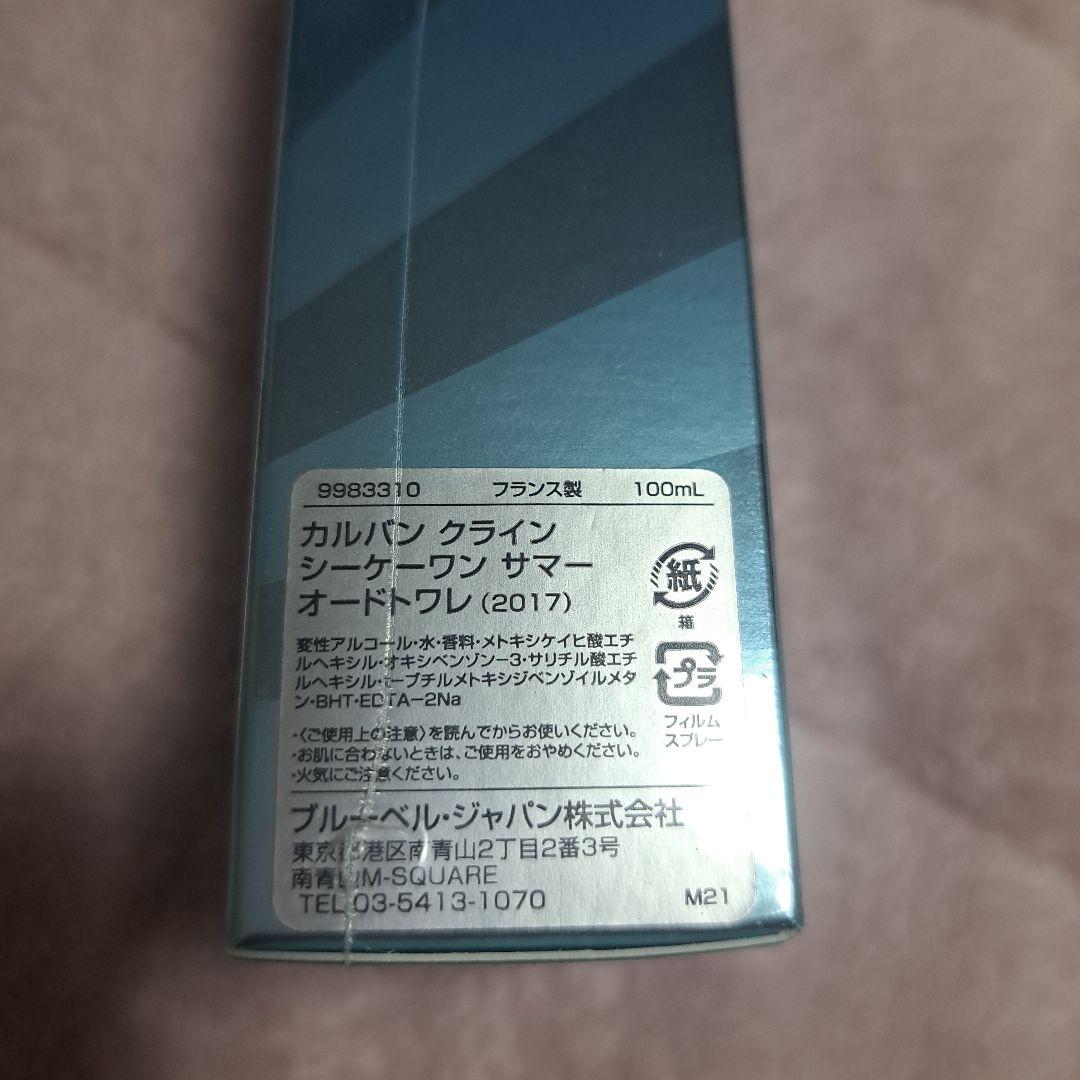 9983310 フランス製 100mL
カルバン クライン
シーケーワン サマー
オードトワレ (2017)
紙
箱
変性アルコール・水・香料・メトキシケイヒ酸エチ
ルヘキシル・オキシベンゾン-3・サリチル酸エチ
ルヘキシル・t-ブチルメトキシジベンゾイルメタ
ン・BHT・EDTA-2Na
プラ
フィルム
スプレー
・〈ご使用上の注意〉を読んでからお使いください。
・お肌に合わないときは、ご使用をおやめください。
・火気にご注意ください。
ブルーベル・ジャパン株式会社
東京都港区南青山2丁目2番3号
南青山M-SQUARE
TEL 03-5413-1070 M21